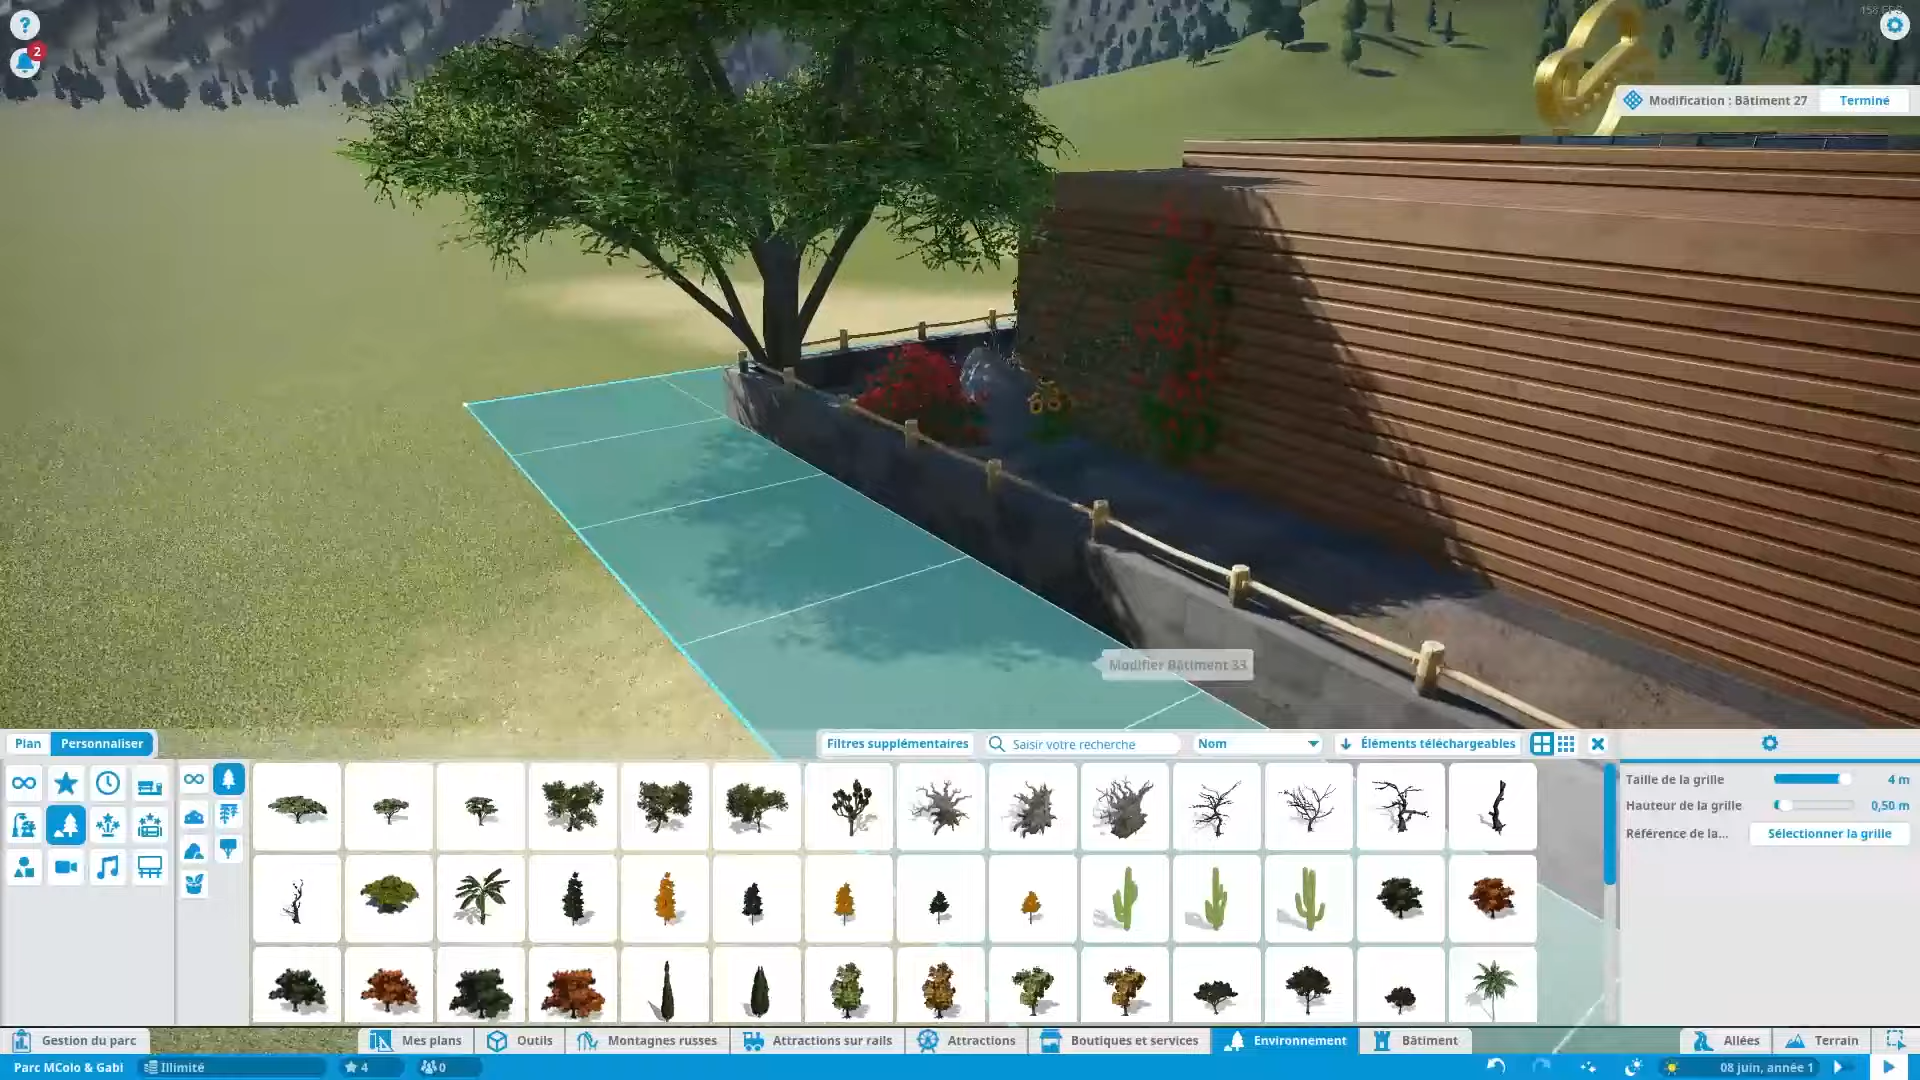 ?
2
Modification : Bâtiment 27
Terminé
Modifier Bâtiment 33
Plan
Personnaliser
Filtres supplémentaires
Saisir votre recherche
Nom
Éléments téléchargeables
Taille de la grille
4 m
Hauteur de la grille
0,50 m
Référence de la...
Sélectionner la grille
Gestion du parc
Mes plans
Outils
Montagnes russes
Attractions sur rails
Attractions
Boutiques et services
Environnement
Bâtiment
Allées
Terrain
Parc MColo & Gabi
Illimité
4
0
08 juin, année 1